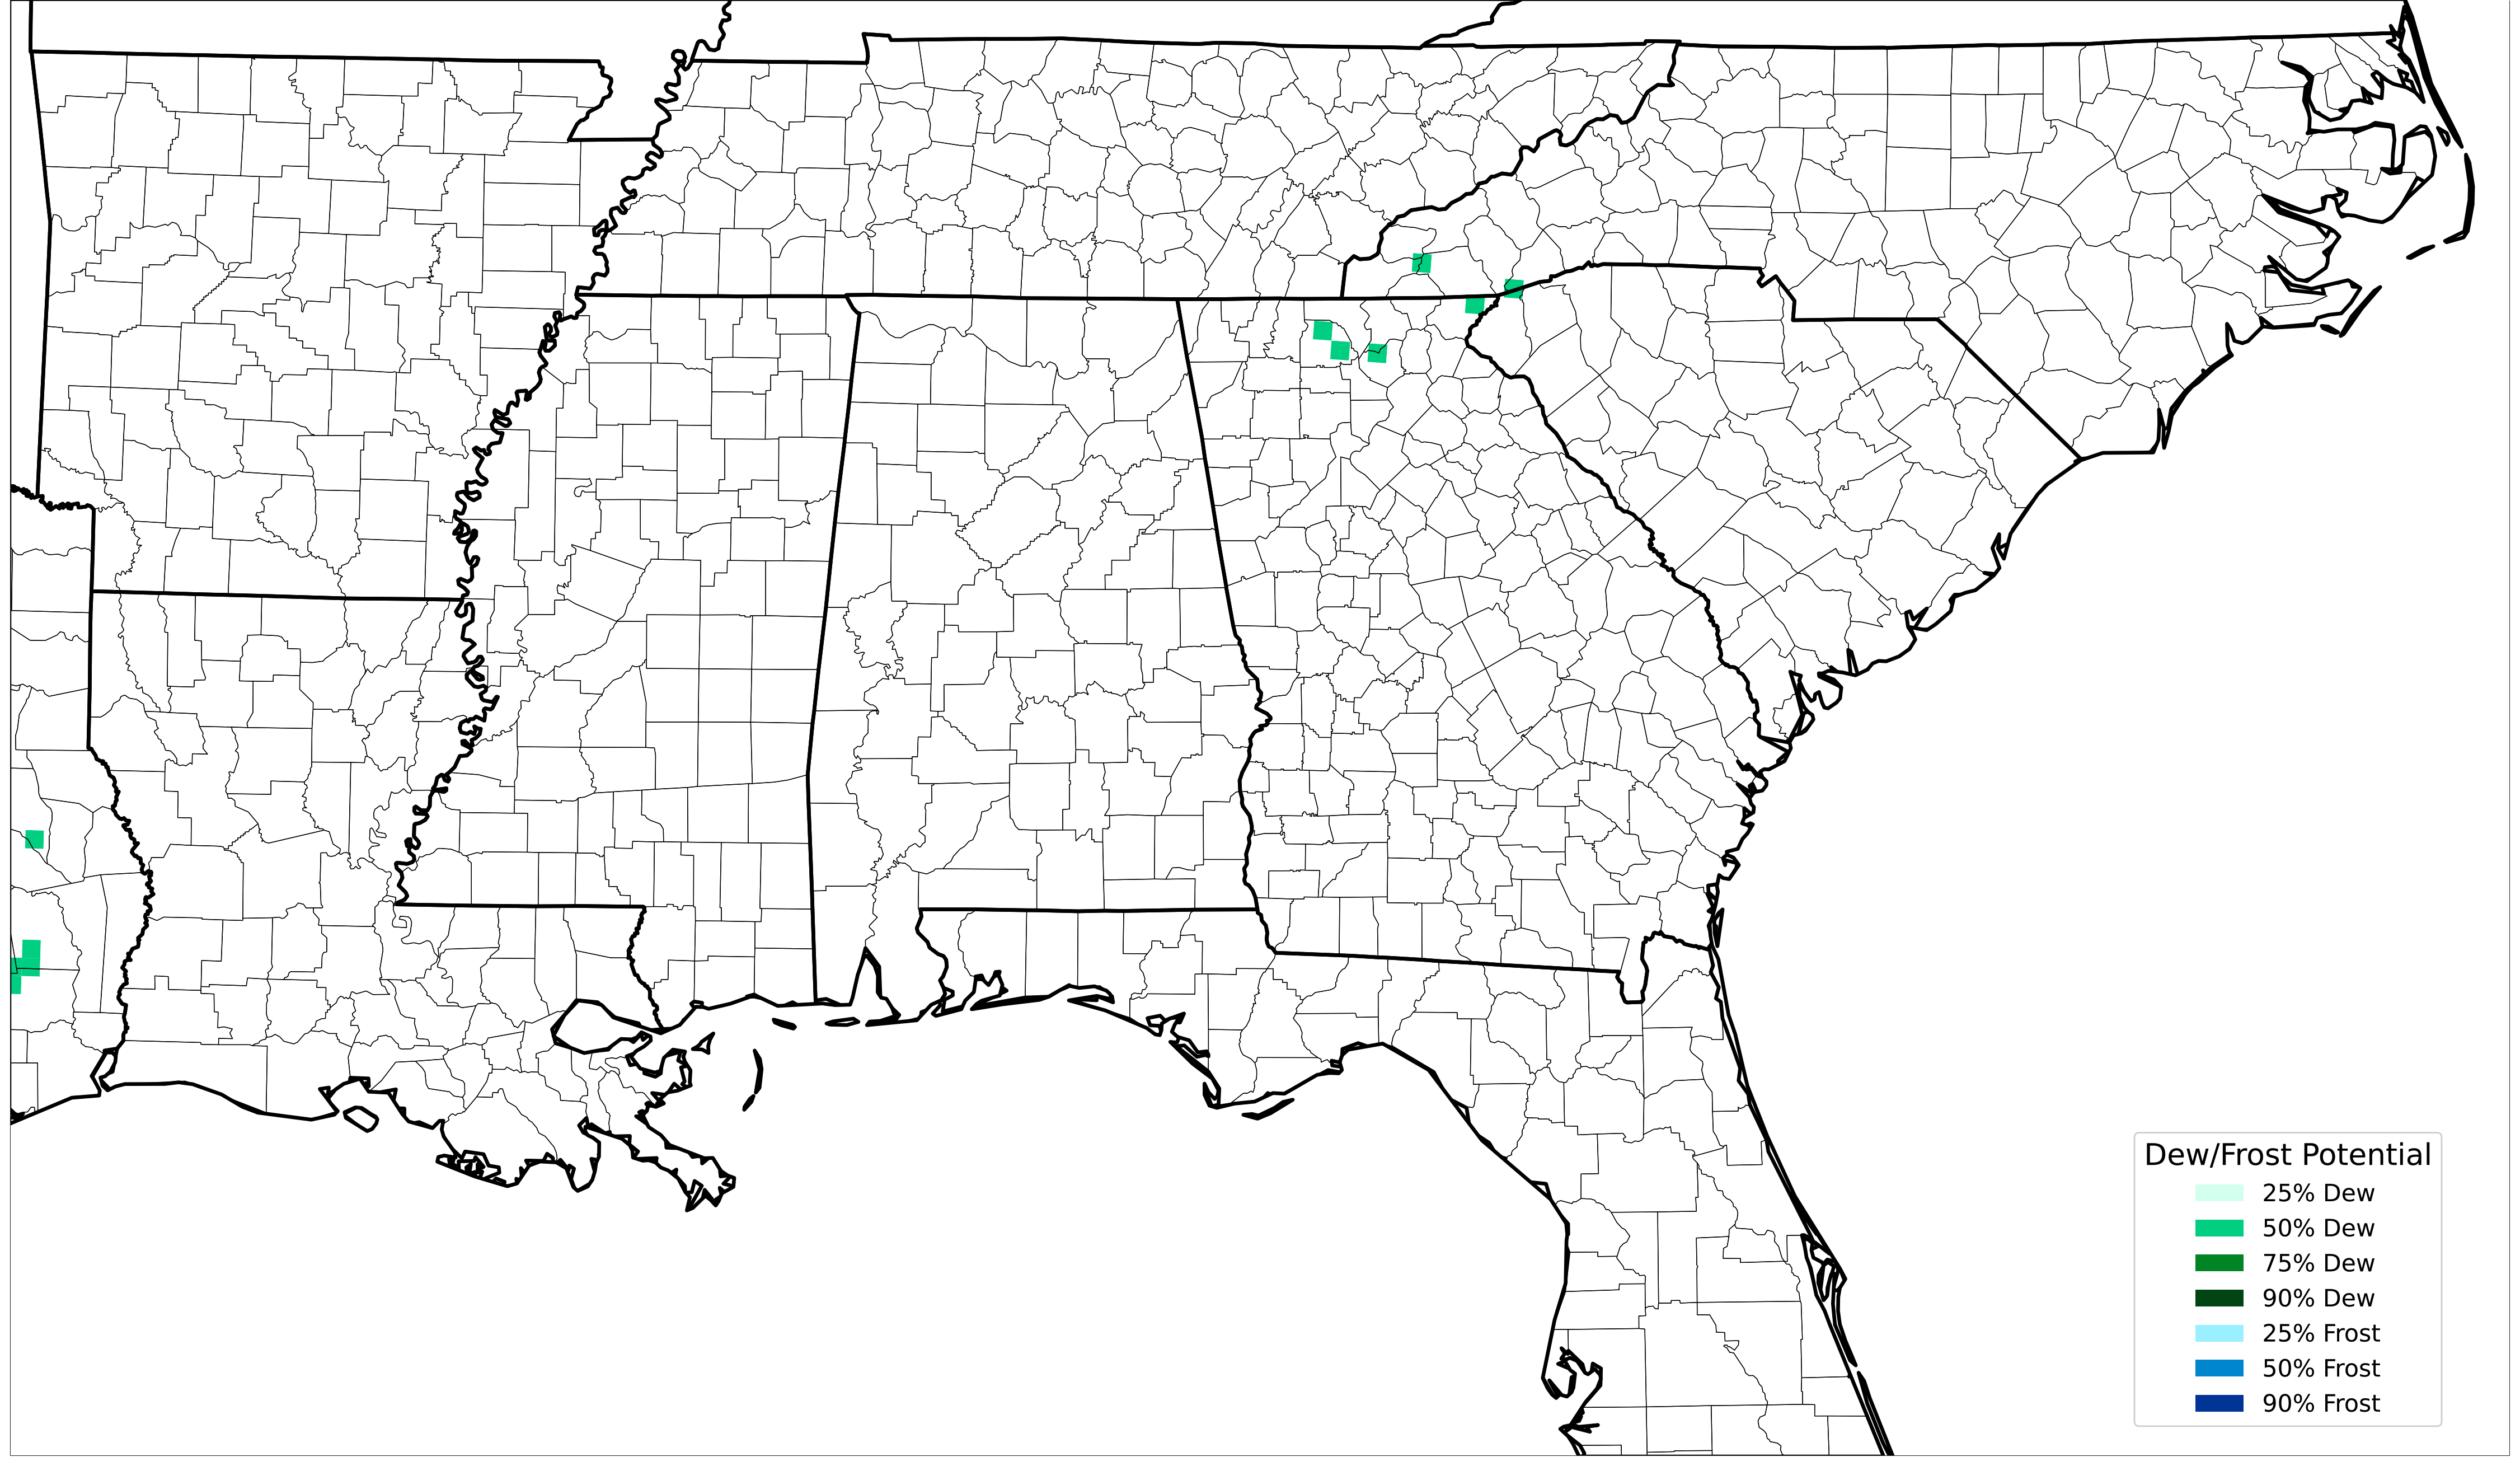 Dew/Frost Potential
25% Dew
50% Dew
75% Dew
90% Dew
25% Frost
50% Frost
90% Frost